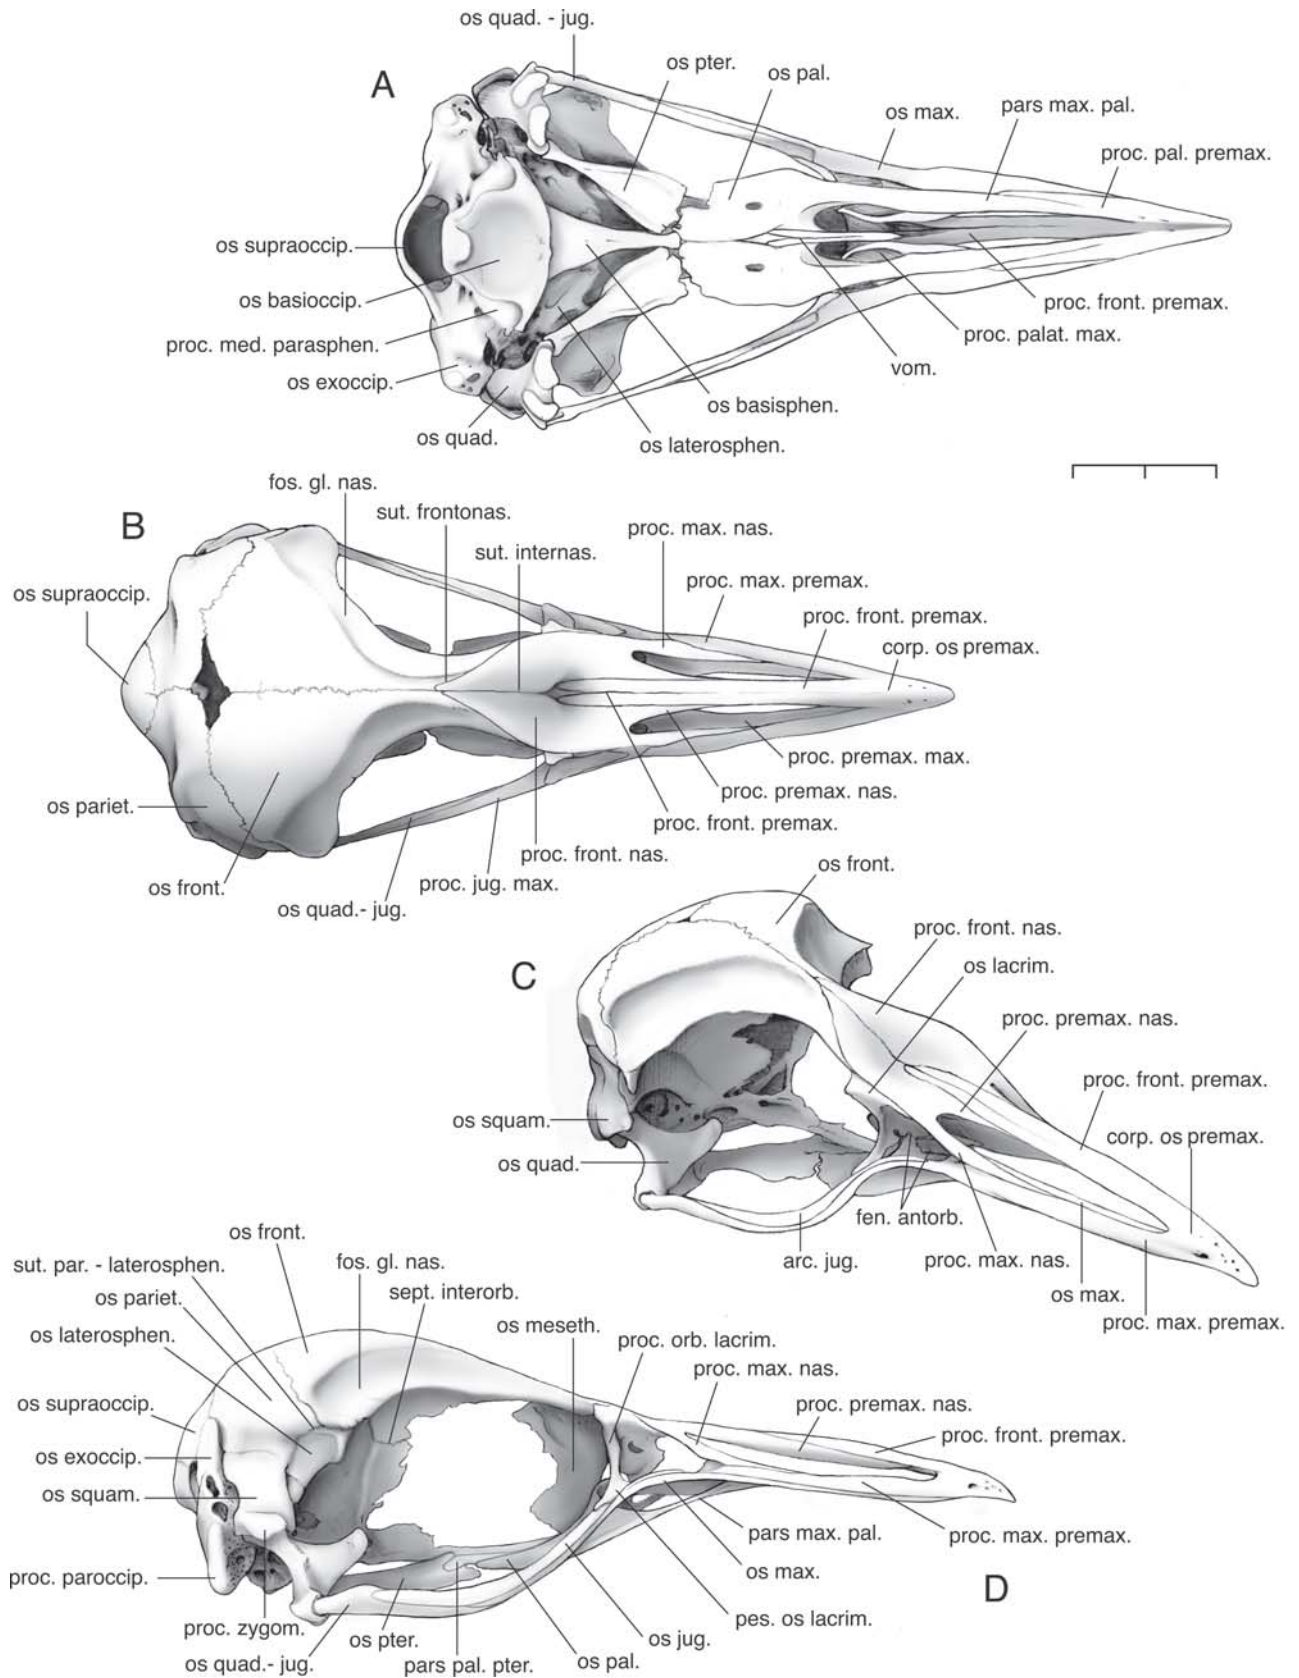 os quad. - jug.
os pter.
os pal.
A
os max.
pars max. pal.
proc. pal. premax.
os supraoccip.
os basioccip.
proc. front. premax.
proc. med. parasphen.
proc. palat. max.
os exoccip.
vom.
os basisphen.
os quad.
os laterosphen.
fos. gl. nas.
B
sut. frontonas.
proc. max. nas.
sut. internas.
proc. max. premax.
os supraoccip.
proc. front. premax.
corp. os premax.
proc. premax. max.
os pariet.
proc. premax. nas.
proc. front. premax.
proc. front. nas.
os front.
proc. jug. max.
os quad.- jug.
os front.
proc. front. nas.
C
os lacrim.
proc. premax. nas.
proc. front. premax.
os squam.
corp. os premax.
os quad.
fen. antorb.
arc. jug.
proc. max. nas.
os max.
proc. max. premax.
os front.
sut. par. - laterosphen.
fos. gl. nas.
os pariet.
sept. interorb.
os laterosphen.
os meseth.
proc. orb. lacrim.
proc. max. nas.
os supraoccip.
proc. premax. nas.
proc. front. premax.
os exoccip.
os squam.
pars max. pal.
proc. max. premax.
os max.
proc. paroccip.
D
pes. os lacrim.
proc. zygom.
os jug.
os pter.
os quad.- jug.
pars pal. pter.
os pal.